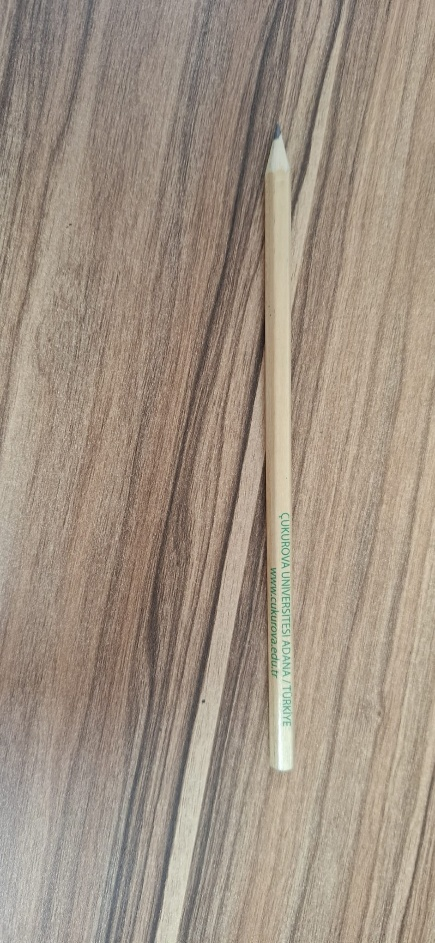 ÇUKUROVA ÜNİVERSİTESİ ADANA / TÜRKİYE
www.cukurova.edu.tr